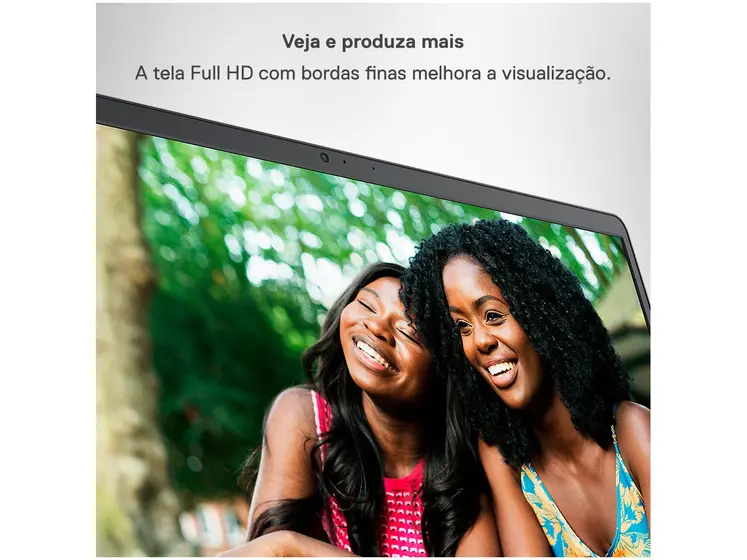 Veja e produza mais
A tela Full HD com bordas finas melhora a visualização.